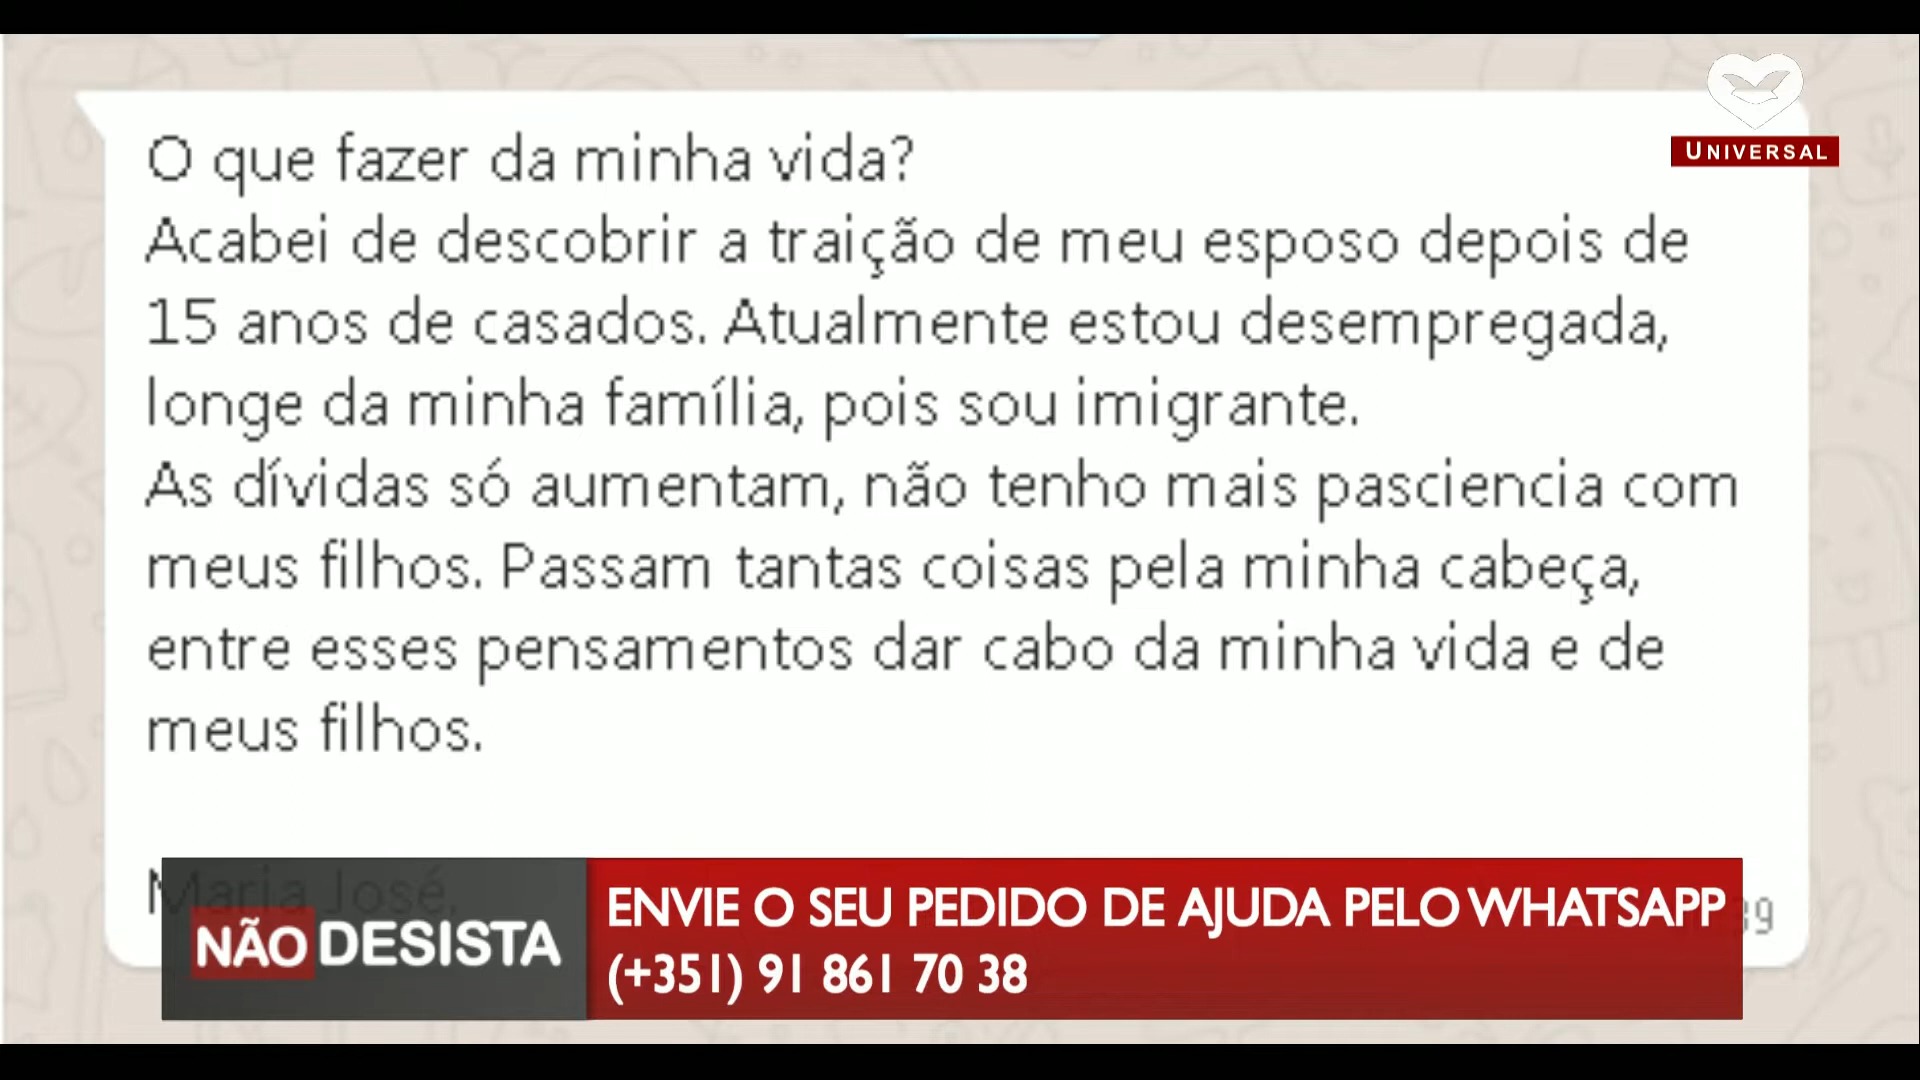 UNIVERSAL
O que fazer da minha vida?
Acabei de descobrir a traição de meu esposo depois de
15 anos de casados. Atualmente estou desempregada,
longe da minha família, pois sou imigrante.
As dívidas só aumentam, não tenho mais pasciencia com
meus filhos. Passam tantas coisas pela minha cabeça,
entre esses pensamentos dar cabo da minha vida e de
meus filhos.
Maria José.
NÃO DESISTA
ENVIE O SEU PEDIDO DE AJUDA PELO WHATSAPP
(+351) 91 861 70 38